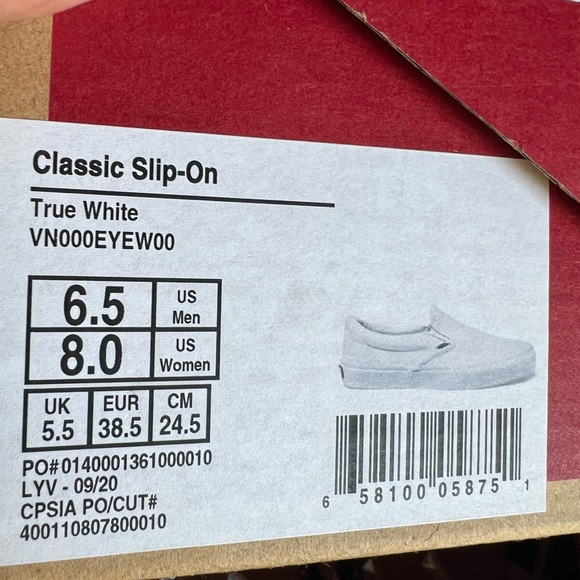 Classic Slip-On
True White
VN000EYEW00
6.5 US Men
8.0 US Women
UK EUR CM
5.5 38.5 24.5
PO# 0140001361000010
LYV - 09/20
CPSIA PO/CUT#
400110807800010
6 58100 05875 1